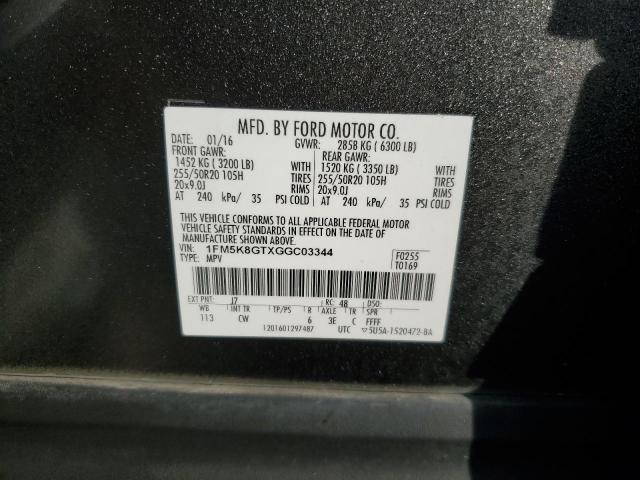 MFD. BY FORD MOTOR CO.
DATE: 01/16 GVWR: 2858 KG ( 6300 LB)
FRONT GAWR: REAR GAWR:
1452 KG ( 3200 LB) WITH 1520 KG ( 3350 LB) WITH
255/50R20 105H TIRES 255/50R20 105H TIRES
20x9.0J RIMS 20x9.0J RIMS
AT 240 kPa/ 35 PSI COLD AT 240 kPa/ 35 PSI COLD
THIS VEHICLE CONFORMS TO ALL APPLICABLE FEDERAL MOTOR
VEHICLE SAFETY STANDARDS IN EFFECT ON THE DATE OF
MANUFACTURE SHOWN ABOVE.
VIN: 1FM5K8GTXGGC03344 F0255
TYPE: MPV T0169
EXT PNT: J7 RC: 48 DSO:
WB INT TR TP/PS R AXLE TR SPR
113 CW 6 3E C FFFF
1201601297487 UTC ▽5U5A-1520472-BA